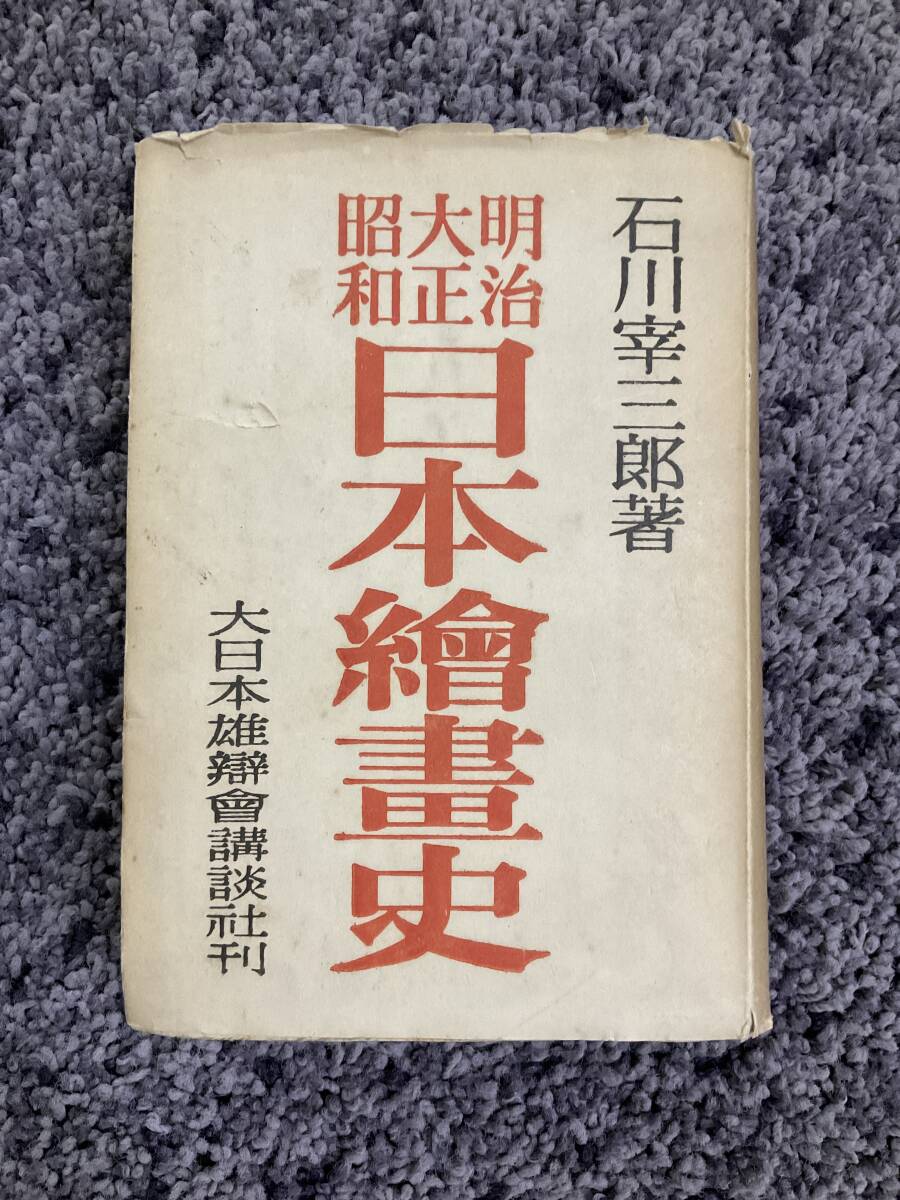 石川宰三郎著
明治
大正
昭和
日本繪畫史
大日本雄辯會講談社刊